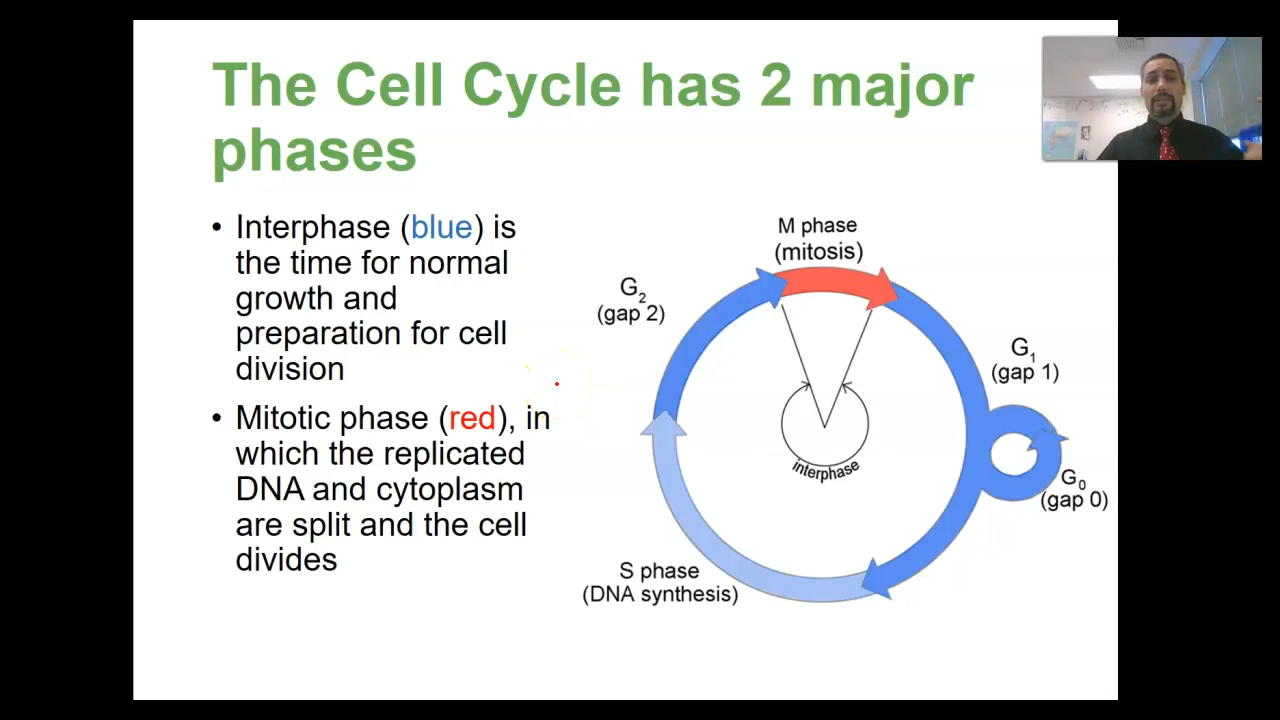 The Cell Cycle has 2 major
phases
• Interphase (blue) is
the time for normal
growth and
preparation for cell
division
• Mitotic phase (red), in
which the replicated
DNA and cytoplasm
are split and the cell
divides
M phase
(mitosis)
G2
(gap 2)
G1
(gap 1)
interphase
G0
(gap 0)
S phase
(DNA synthesis)